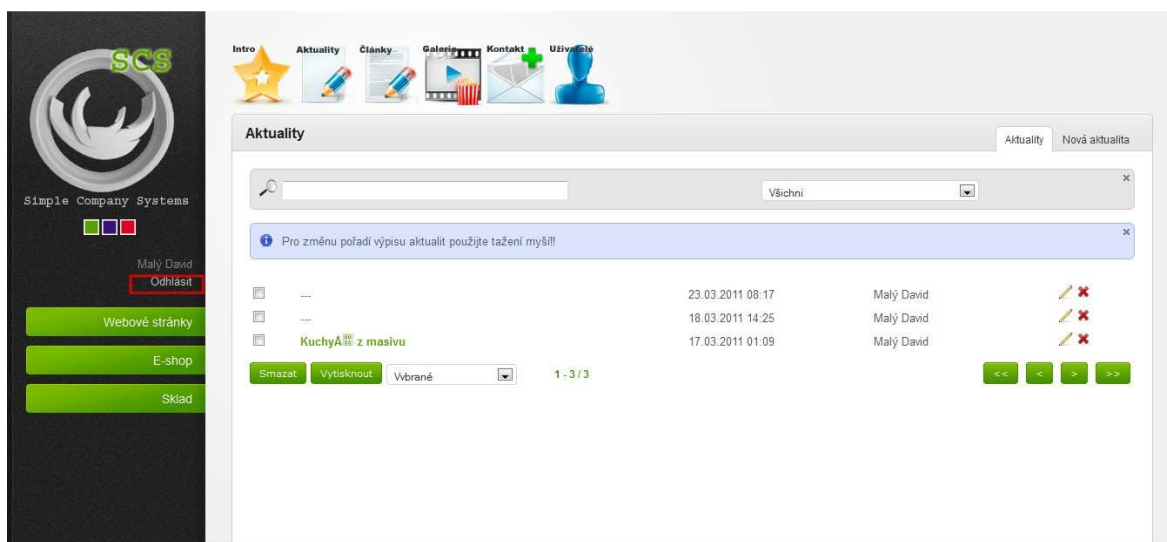 SCS
Simple Company Systems
Malý David
Odhlásit
Webové stránky
E-shop
Sklad
Intro Aktuality Články Galerie Kontakt Uživatelé
Aktuality Aktuality Nová aktualita
Všichni
Pro změnu pořadí výpisu aktualit použijte tažení myší!!
--- 23.03.2011 08:17 Malý David
--- 18.03.2011 14:25 Malý David
z masivu 17.03.2011 01:09 Malý David
Smazat Vytisknout Vybrané 1 - 3 / 3 << < > >>